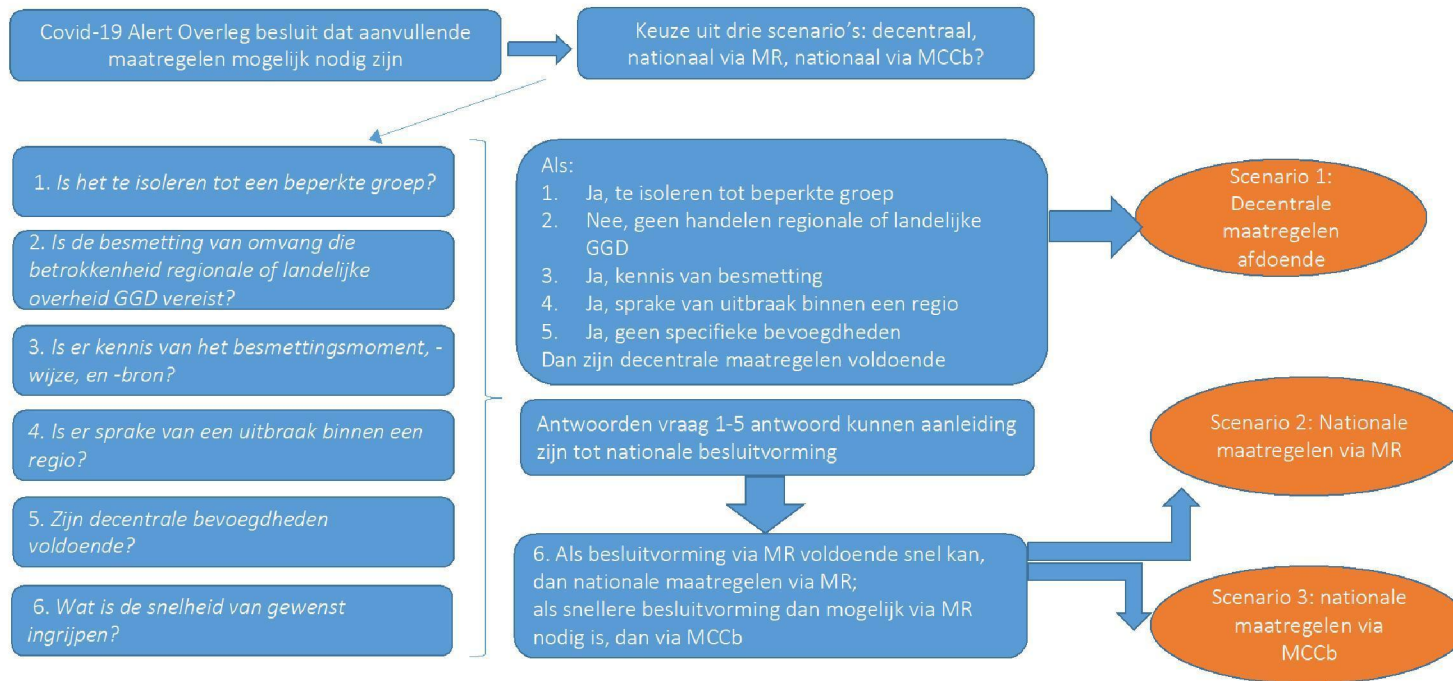 Covid-19 Alert Overleg besluit dat aanvullende
maatregelen mogelijk nodig zijn
Keuze uit drie scenario's: decentraal,
nationaal via MR, nationaal via MCCb?
1. Is het te isoleren tot een beperkte groep?
2. Is de besmetting van omvang die
betrokkenheid regionale of landelijke
overheid GGD vereist?
3. Is er kennis van het besmettingsmoment, -
wijze, en -bron?
4. Is er sprake van een uitbraak binnen een
regio?
5. Zijn decentrale bevoegdheden
voldoende?
6. Wat is de snelheid van gewenst
ingrijpen?
Als:
1. Ja, te isoleren tot beperkte groep
2. Nee, geen handelen regionale of landelijke
GGD
3. Ja, kennis van besmetting
4. Ja, sprake van uitbraak binnen een regio
5. Ja, geen specifieke bevoegdheden
Dan zijn decentrale maatregelen voldoende
Antwoorden vraag 1-5 antwoord kunnen aanleiding
zijn tot nationale besluitvorming
6. Als besluitvorming via MR voldoende snel kan,
dan nationale maatregelen via MR;
als snellere besluitvorming dan mogelijk via MR
nodig is, dan via MCCb
Scenario 1:
Decentrale
maatregelen
afdoende
Scenario 2: Nationale
maatregelen via MR
Scenario 3: nationale
maatregelen via
MCCb